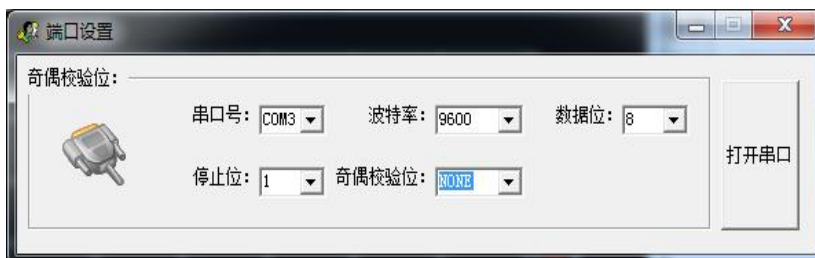 端口设置
奇偶校验位：
串口号： COM3 波特率： 9600 数据位： 8
停止位： 1 奇偶校验位： NONE
打开串口